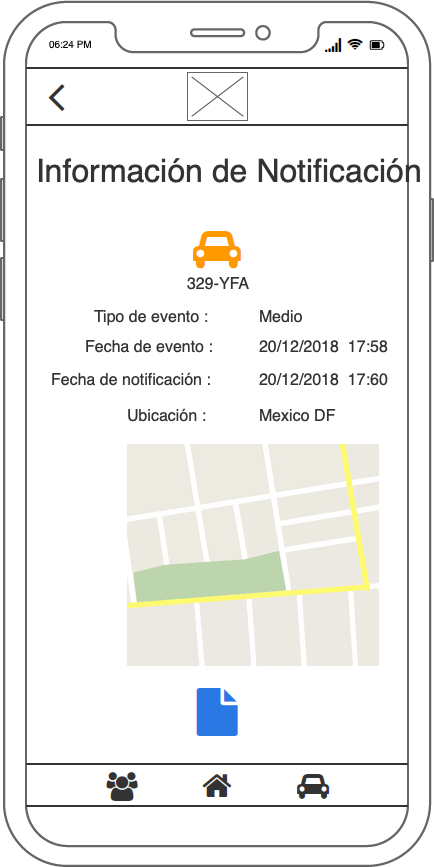 06:24 PM
Información de Notificación
329-YFA
Tipo de evento : Medio
Fecha de evento : 20/12/2018 17:58
Fecha de notificación : 20/12/2018 17:60
Ubicación : Mexico DF